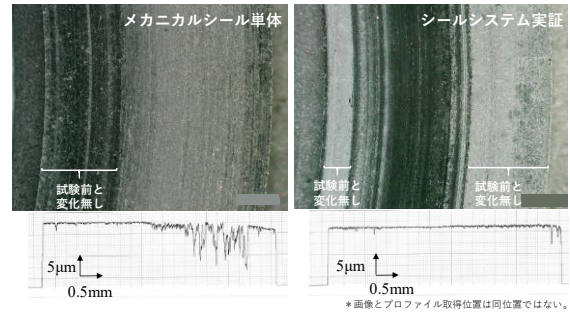 メカニカルシール単体
シールシステム実証
試験前と
変化無し
試験前と
変化無し
試験前と
変化無し
5μm
0.5mm
5μm
0.5mm
＊画像とプロファイル取得位置は同位置ではない。